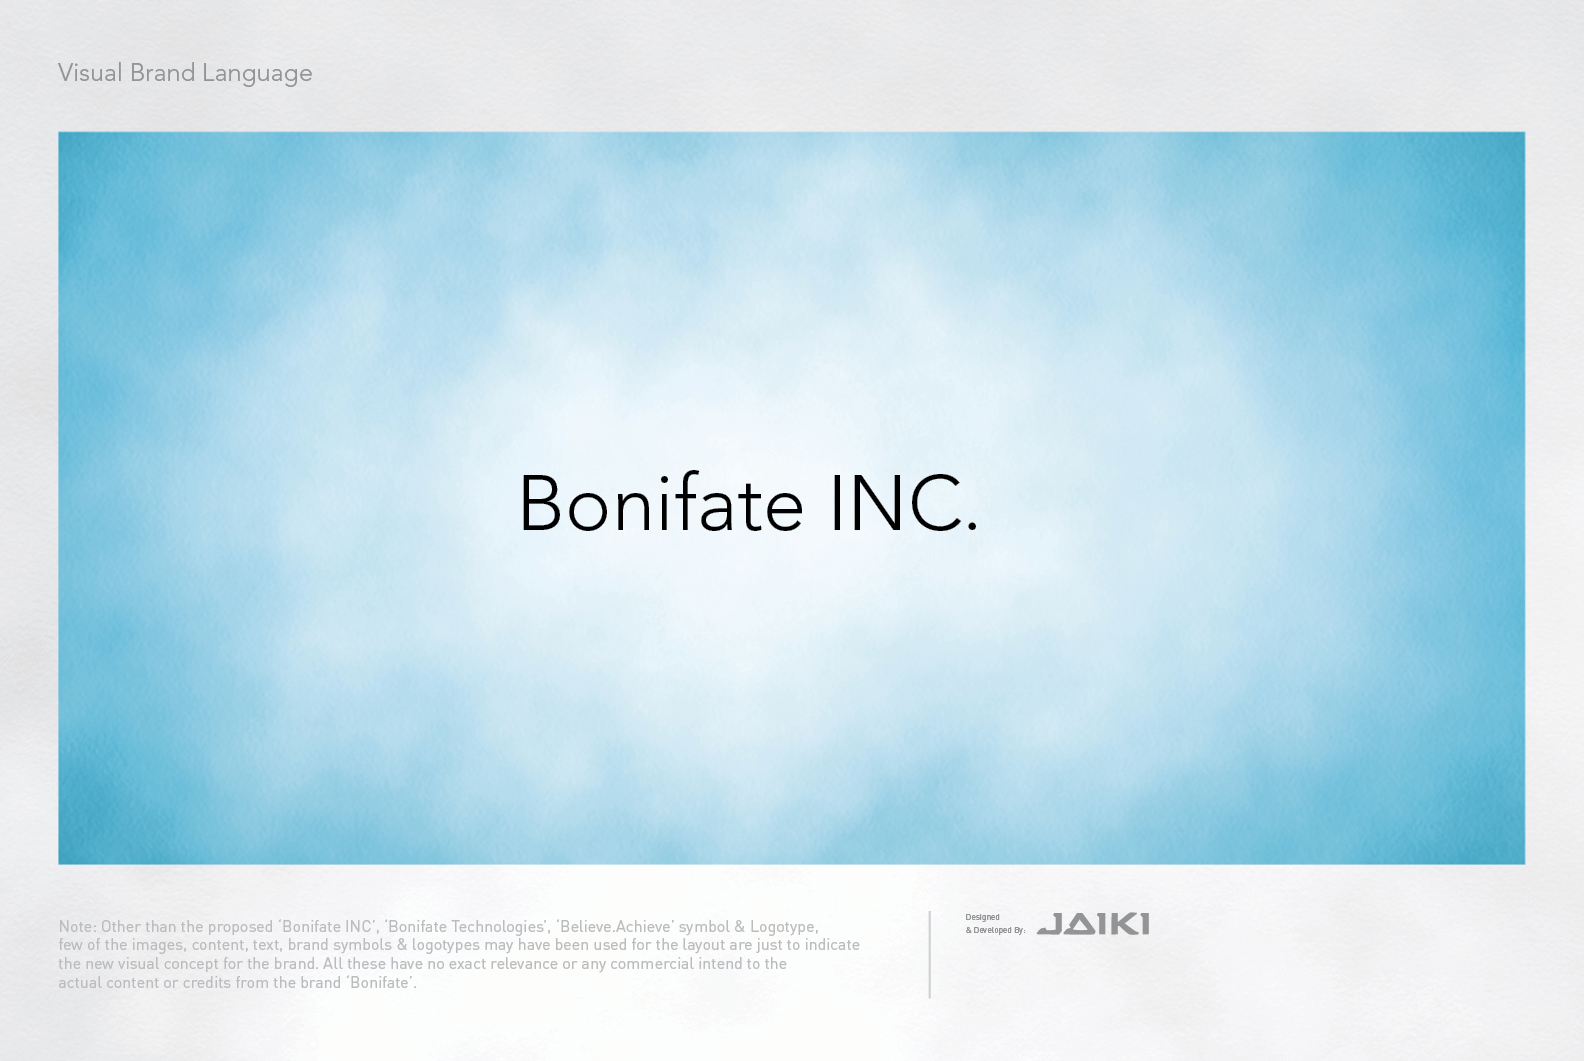 Visual Brand Language
Bonifate INC.
Note: Other than the proposed ‘Bonifate INC’, ‘Bonifate Technologies’, ‘Believe.Achieve’ symbol & Logotype,
few of the images, content, text, brand symbols & logotypes may have been used for the layout are just to indicate
the new visual concept for the brand. All these have no exact relevance or any commercial intend to the
actual content or credits from the brand ‘Bonifate’.
Designed
& Developed By:
JAIKI